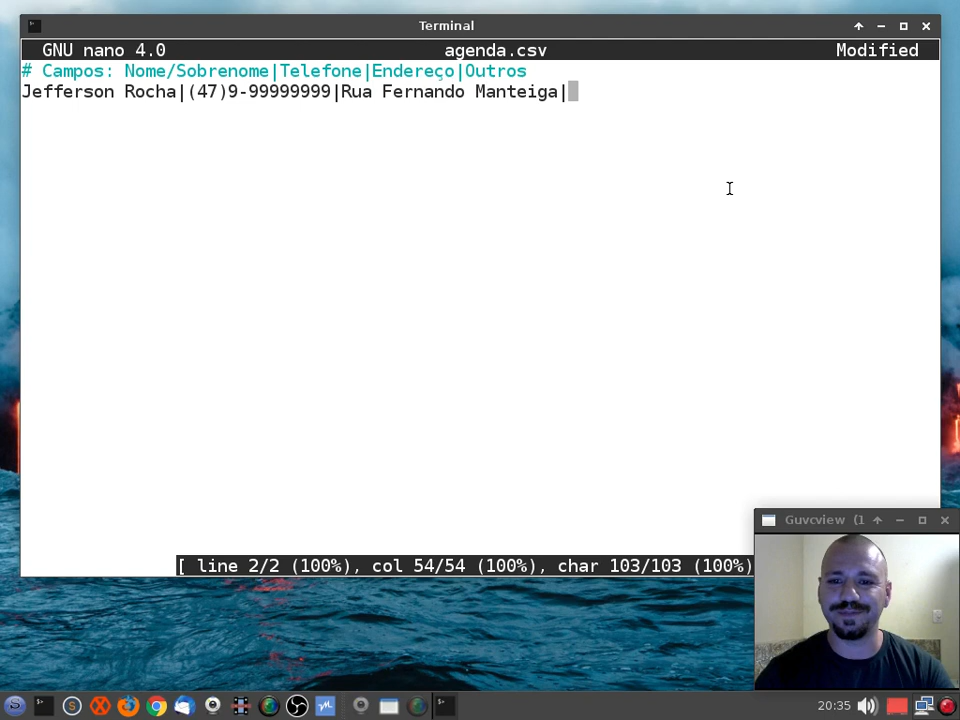 Terminal
GNU nano 4.0 agenda.csv Modified
# Campos: Nome/Sobrenome|Telefone|Endereço|Outros
Jefferson Rocha|(47)9-99999999|Rua Fernando Manteiga|
[ line 2/2 (100%), col 54/54 (100%), char 103/103 (100%)
Guvcview (1
20:35